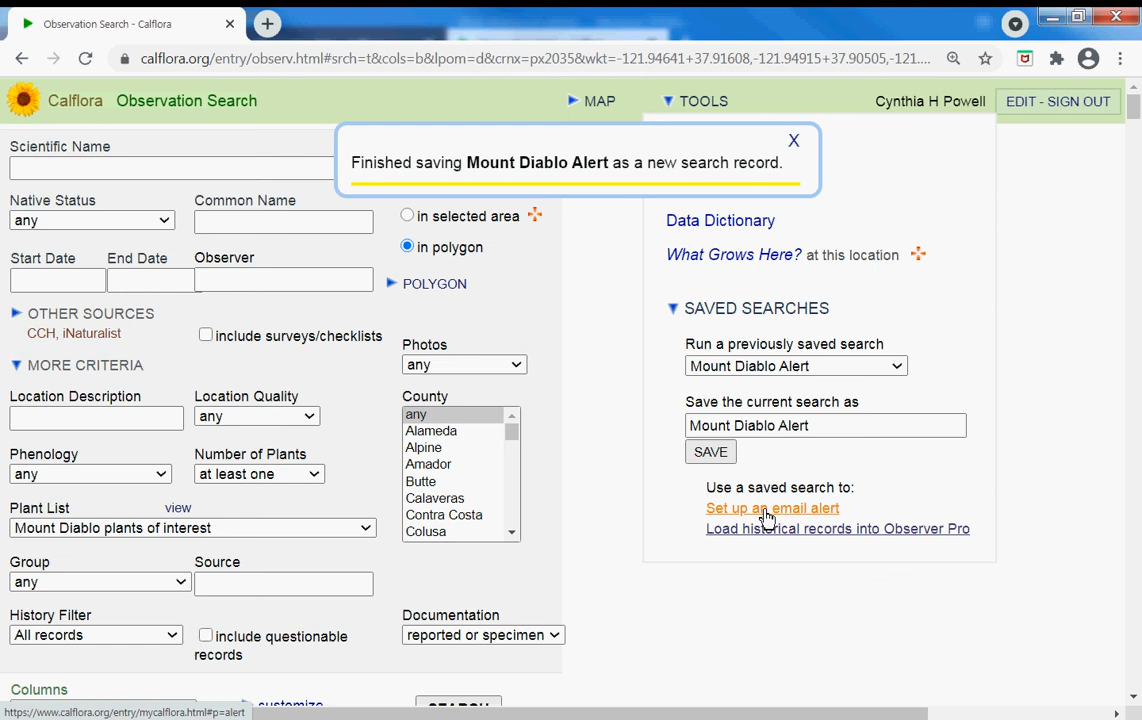 Observation Search - Calflora
calflora.org/entry/observ.html#srch=t&cols=b&lpom=d&crnx=px2035&wkt=-121.94641+37.91608,-121.94915+37.90505,-121....
Calflora Observation Search
MAP
TOOLS
Cynthia H Powell
EDIT - SIGN OUT
X
Finished saving Mount Diablo Alert as a new search record.
Scientific Name
Native Status
any
Common Name
in selected area
in polygon
Start Date
End Date
Observer
POLYGON
OTHER SOURCES
CCH, iNaturalist
include surveys/checklists
Photos
any
MORE CRITERIA
Location Description
Location Quality
any
County
any
Alameda
Alpine
Amador
Butte
Calaveras
Contra Costa
Colusa
Phenology
any
Number of Plants
at least one
Plant List
view
Mount Diablo plants of interest
Group
any
Source
History Filter
All records
include questionable
records
Documentation
reported or specimen
Columns
customize
SEARCH
Data Dictionary
What Grows Here? at this location
SAVED SEARCHES
Run a previously saved search
Mount Diablo Alert
Save the current search as
Mount Diablo Alert
SAVE
Use a saved search to:
Set up an email alert
Load historical records into Observer Pro
https://www.calflora.org/entry/mycalflora.html#p=alert